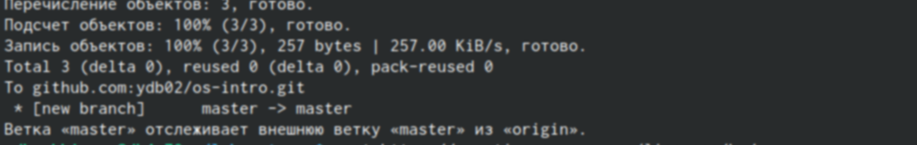 Перечисление объектов: 3, готово.
Подсчет объектов: 100% (3/3), готово.
Запись объектов: 100% (3/3), 257 bytes | 257.00 KiB/s, готово.
Total 3 (delta 0), reused 0 (delta 0), pack-reused 0
To github.com:ydb02/os-intro.git
 * [new branch]      master -> master
Ветка «master» отслеживает внешнюю ветку «master» из «origin».